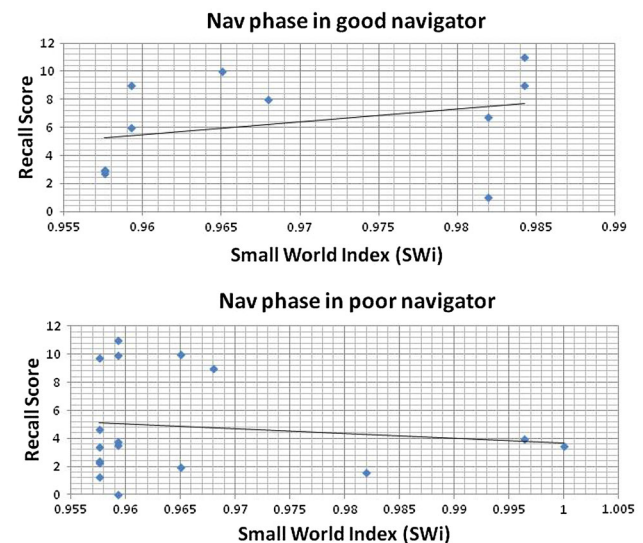 Nav phase in good navigator
12
10
8
6
4
2
0
Recall Score
0.955 0.96 0.965 0.97 0.975 0.98 0.985 0.99
Small World Index (SWi)
Nav phase in poor navigator
12
10
8
6
4
2
0
Recall Score
0.955 0.96 0.965 0.97 0.975 0.98 0.985 0.99 0.995 1 1.005
Small World Index (SWi)